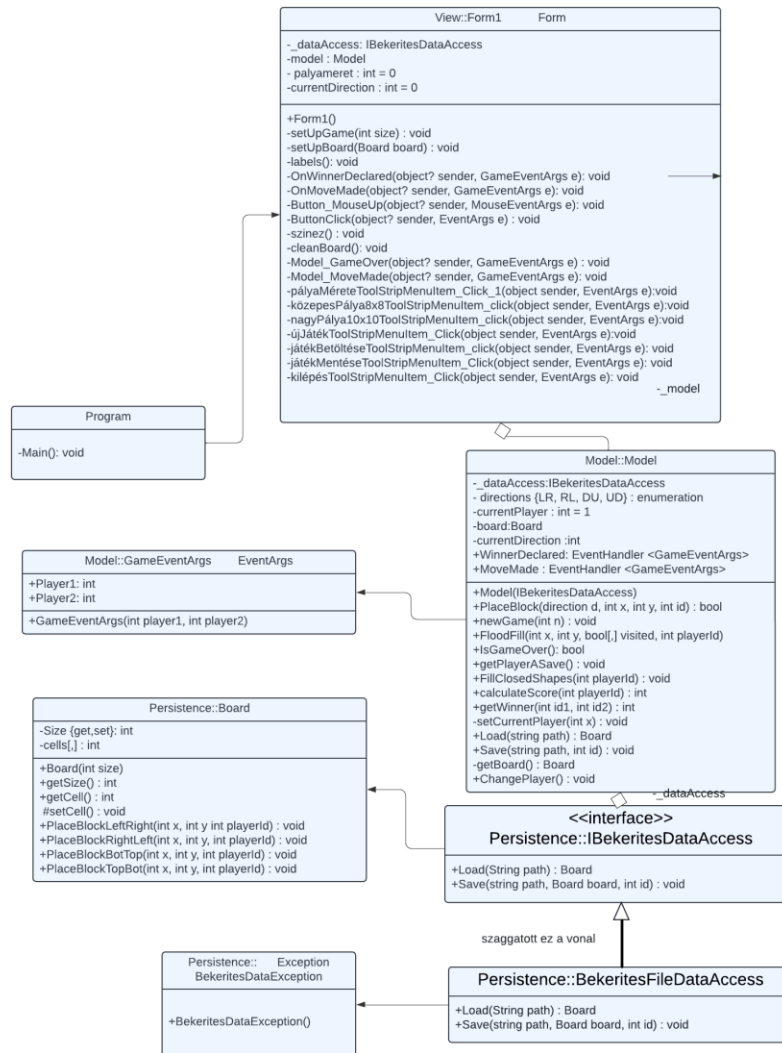 View::Form1 Form
-_dataAccess: IBekeritesDataAccess
-model : Model
- palyameret : int = 0
-currentDirection : int = 0
+Form1()
-setUpGame(int size) : void
-setUpBoard(Board board) : void
-labels(): void
-OnWinnerDeclared(object? sender, GameEventArgs e): void
-OnMoveMade(object? sender, GameEventArgs e): void
-Button_MouseUp(object? sender, MouseEventArgs e): void
-ButtonClick(object? sender, EventArgs e) : void
-szinez() : void
-cleanBoard(): void
-Model_GameOver(object? sender, GameEventArgs e) : void
-Model_MoveMade(object? sender, GameEventArgs e) : void
-pályaMéreteToolStripMenuItem_Click_1(object sender, EventArgs e):void
-közepesPálya8x8ToolStripMenuItem_click(object sender, EventArgs e):void
-nagyPálya10x10ToolStripMenuItem_click(object sender, EventArgs e):void
-újJátékToolStripMenuItem_Click(object sender, EventArgs e):void
-játékBetöltéseToolStripMenuItem_click(object sender, EventArgs e): void
-játékMentéseToolStripMenuItem_click(object sender, EventArgs e): void
-kilépésToolStripMenuItem_Click(object sender, EventArgs e): void
-_model
Program
-Main(): void
Model::Model
-_dataAccess:IBekeritesDataAccess
- directions {LR, RL, DU, UD} : enumeration
-currentPlayer : int = 1
-board:Board
-currentDirection :int
+WinnerDeclared: EventHandler <GameEventArgs>
+MoveMade : EventHandler <GameEventArgs>
+Model(IBekeritesDataAccess)
+PlaceBlock(direction d, int x, int y, int id) : bool
+newGame(int n) : void
+FloodFill(int x, int y, bool[,] visited, int playerId)
+IsGameOver(): bool
+getPlayerASave() : void
+FillClosedShapes(int playerId) : void
+calculateScore(int playerId) : int
+getWinner(int id1, int id2) : int
-setCurrentPlayer(int x) : void
+Load(string path) : Board
+Save(string path, int id) : void
-getBoard() : Board
+ChangePlayer() : void
Model::GameEventArgs EventArgs
+Player1: int
+Player2: int
+GameEventArgs(int player1, int player2)
Persistence::Board
-Size {get,set}: int
-cells[,] : int
+Board(int size)
+getSize() : int
+getCell() : int
#setCell() : void
+PlaceBlockLeftRight(int x, int y int playerId) : void
+PlaceBlockRightLeft(int x, int y, int playerId) : void
+PlaceBlockBotTop(int x, int y, int playerId) : void
+PlaceBlockTopBot(int x, int y, int playerId) : void
-_dataAccess
<<interface>>
Persistence::IBekeritesDataAccess
+Load(String path) : Board
+Save(string path, Board board, int id) : void
szaggatott ez a vonal
Persistence:: Exception
BekeritesDataException
+BekeritesDataException()
Persistence::BekeritesFileDataAccess
+Load(String path) : Board
+Save(string path, Board board, int id) : void